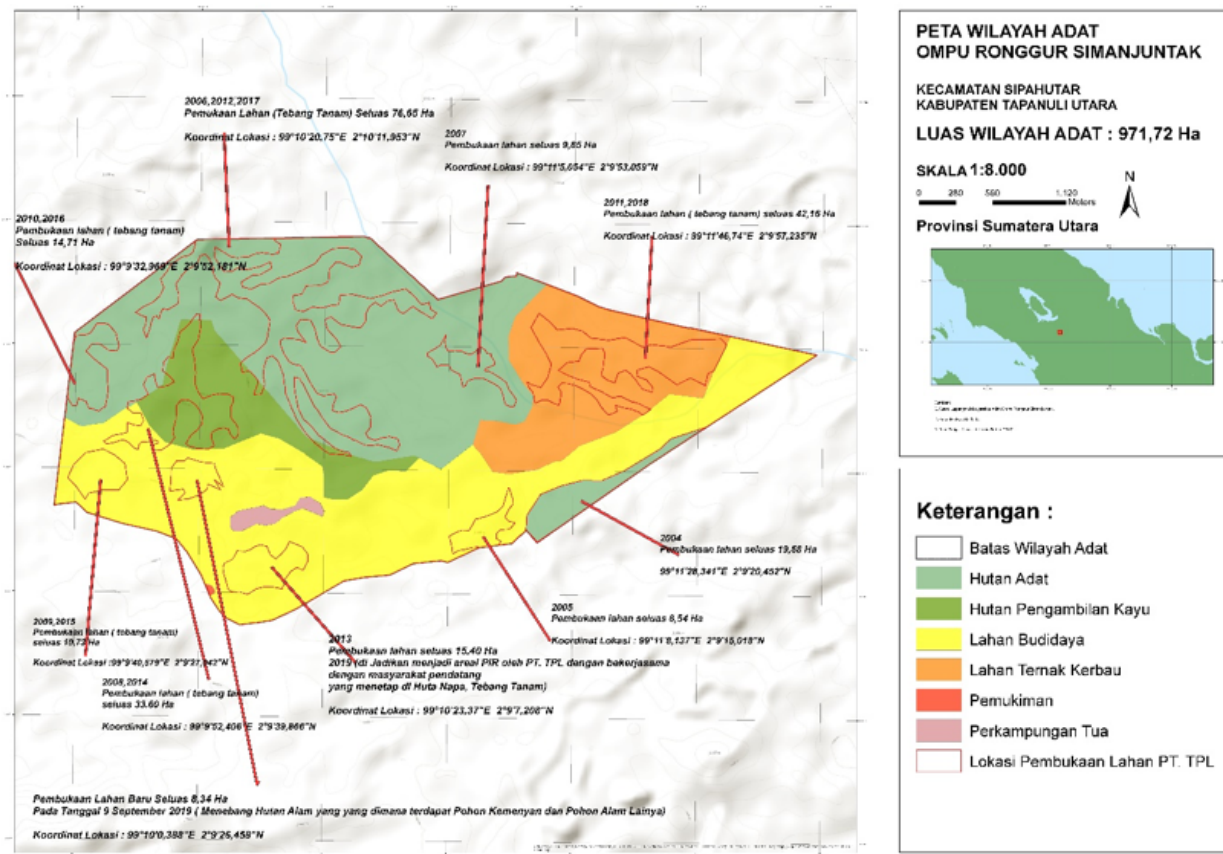 PETA WILAYAH ADAT
OMPU RONGGUR SIMANJUNTAK
KECAMATAN SIPAHUTAR
KABUPATEN TAPANULI UTARA
LUAS WILAYAH ADAT : 971,72 Ha
SKALA 1:8.000
N
0 280 560 1.120
Meters
Provinsi Sumatera Utara
Keterangan :
Batas Wilayah Adat
Hutan Adat
Hutan Pengambilan Kayu
Lahan Budidaya
Lahan Ternak Kerbau
Pemukiman
Perkampungan Tua
Lokasi Pembukaan Lahan PT. TPL
2006,2012,2017
Pemukaan Lahan (Tebang Tanam) Seluas 76,65 Ha
Koordinat Lokasi : 99°10'20,75"E 2°10'11,953"N
2007
Pembukaan lahan seluas 9,85 Ha
Koordinat Lokasi : 99°11'5,054"E 2°9'53,059"N
2011,2018
Pembukaan lahan ( tebang tanam) seluas 42,16 Ha
Koordinat Lokasi : 99°11'46,74"E 2°9'57,235"N
2010,2016
Pembukaan lahan ( tebang tanam)
Seluas 14,71 Ha
Koordinat Lokasi : 99°9'32,969"E 2°9'52,181"N
2004
Pembukaan lahan seluas 19,88 Ha
99°11'28,341"E 2°9'20,452"N
2005
Pembukaan lahan seluas 6,54 Ha
Koordinat Lokasi : 99°11'8,137"E 2°9'15,018"N
2009,2015
Pembukaan lahan ( tebang tanam)
seluas 10,73 Ha
Koordinat Lokasi :99°9'40,579"E
2008,2014
Pembukaan lahan ( tebang tanam)
seluas 33.60 Ha
Koordinat Lokasi : 99°9'52,406"E 2°9'39,866"N
2013
Pembukaan lahan seluas 15,40 Ha
2019 (di Jadikan menjadi areal PIR oleh PT. TPL dengan bekerjasama
dengan masyarakat pendatang
yang menetap di Huta Napa, Tebang Tanam)
Koordinat Lokasi : 99°10'23,37"E 2°9'7,208"N
Pembukaan Lahan Baru Seluas 8,34 Ha
Pada Tanggal 9 September 2019 ( Menebang Hutan Alam yang yang dimana terdapat Pohon Kemenyan dan Pohon Alam Lainya)
Koordinat Lokasi : 99°10'0,388"E 2°9'26,459"N